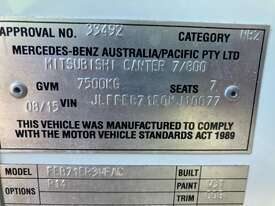 APPROVAL NO. 33492 CATEGORY MB2
MERCEDES-BENZ AUSTRALIA/PACIFIC PTY LTD
MITSUBISHI CANTER 7/800
GVM 7500KG SEATS 7
08/15 VIN
THIS VEHICLE WAS MANUFACTURED TO COMPLY
WITH THE MOTOR VEHICLE STANDARDS ACT 1989
MODEL BUILT
OPTIONS PAINT
TRIM